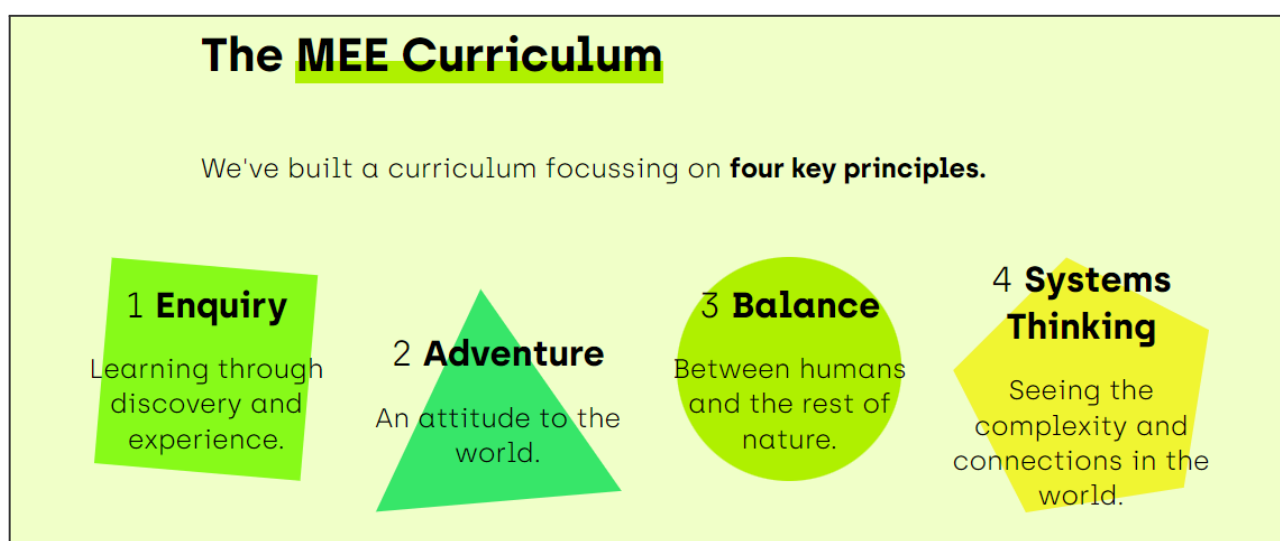 The MEE Curriculum
We've built a curriculum focussing on four key principles.
1 Enquiry
Learning through
discovery and
experience.
2 Adventure
An attitude to the
world.
3 Balance
Between humans
and the rest of
nature.
4 Systems
Thinking
Seeing the
complexity and
connections in the
world.